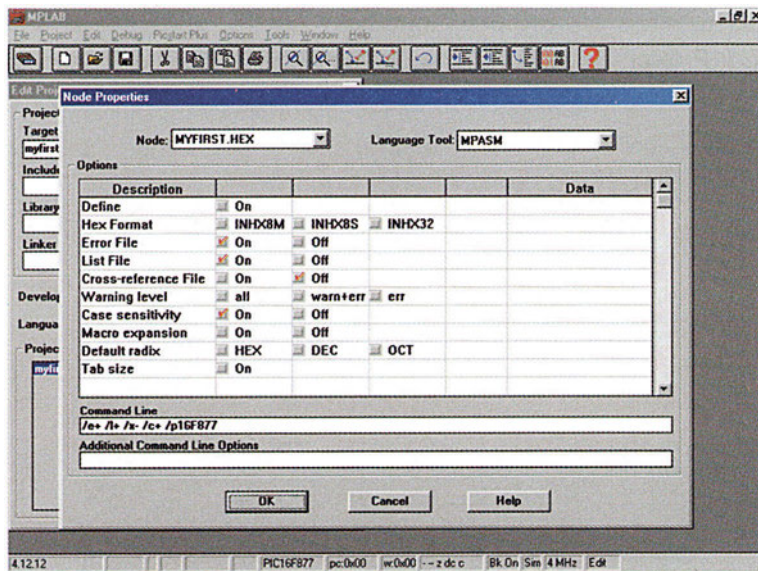 MPLAB
File Project Edit Debug Picstart Plus Options Tools Window Help
Edit Proj
Node Properties
Project
Target
myfirst
Includ
Library
Linker
Develop
Langua
Projec
myfir
Node: MYFIRST.HEX Language Tool: MPASM
Options
Description Data
Define On
Hex Format INHX8M INHX8S INHX32
Error File On Off
List File On Off
Cross-reference File On Off
Warning level all warn+err err
Case sensitivity On Off
Macro expansion On Off
Default radix HEX DEC OCT
Tab size On
Command Line
/e+ /l+ /x- /c+ /p16F877
Additional Command Line Options
OK Cancel Help
4.12.12 PIC16F877 pc:0x00 w:0x00 -- z dc c Bk On Sim 4 MHz Edit